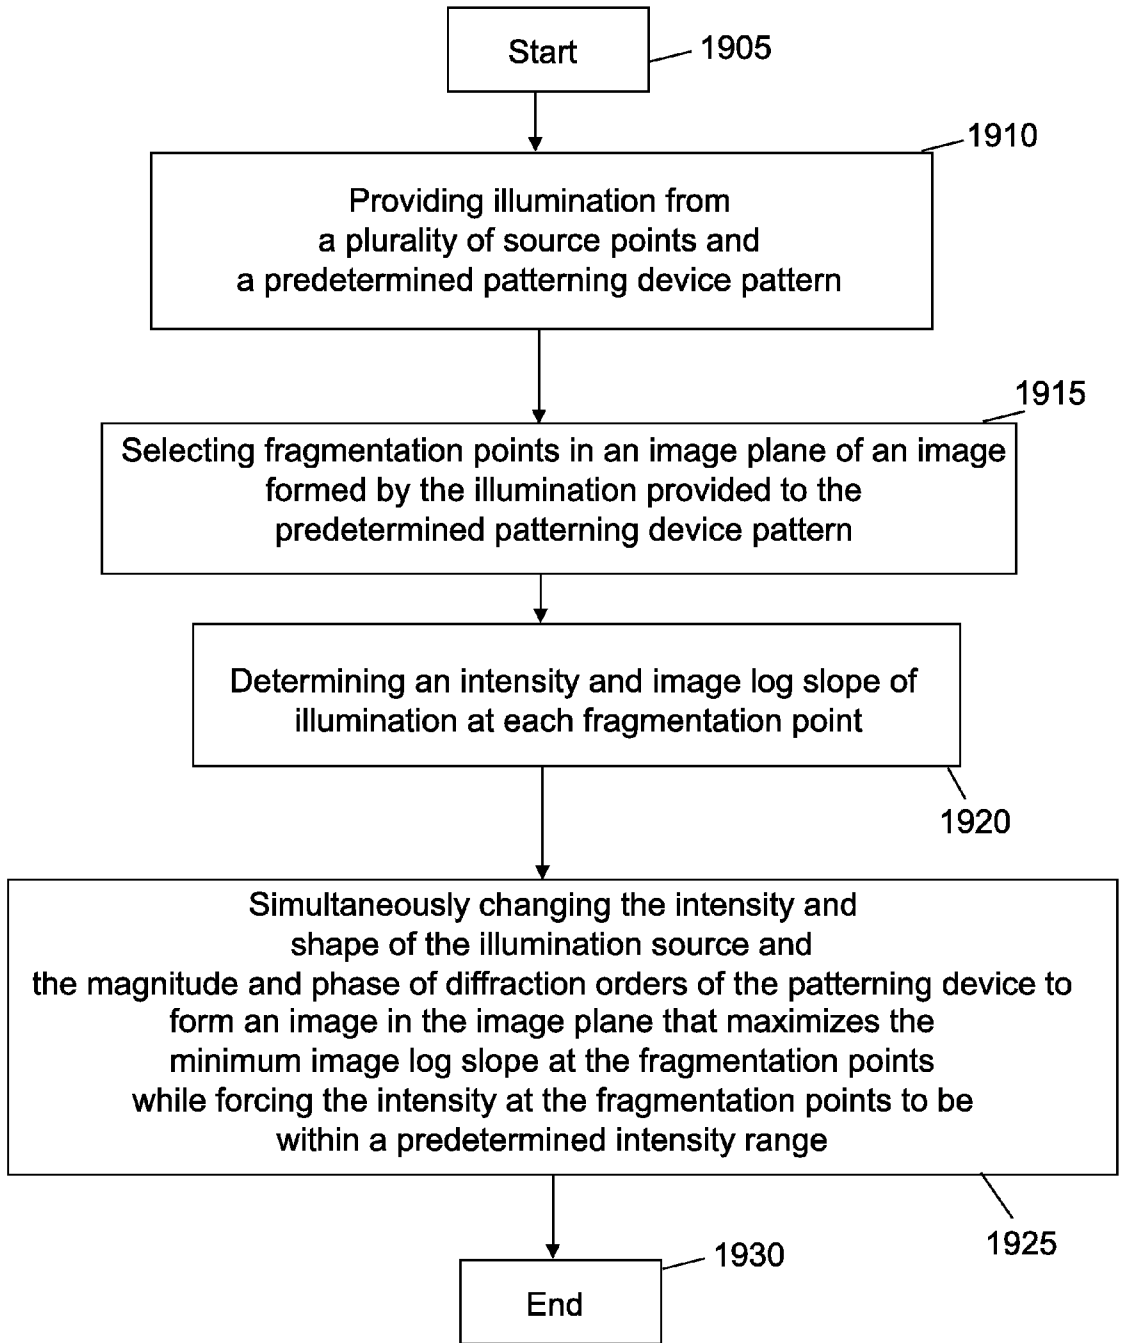 Start
1905
1910
Providing illumination from
a plurality of source points and
a predetermined patterning device pattern
1915
Selecting fragmentation points in an image plane of an image
formed by the illumination provided to the
predetermined patterning device pattern
Determining an intensity and image log slope of
illumination at each fragmentation point
1920
Simultaneously changing the intensity and
shape of the illumination source and
the magnitude and phase of diffraction orders of the patterning device to
form an image in the image plane that maximizes the
minimum image log slope at the fragmentation points
while forcing the intensity at the fragmentation points to be
within a predetermined intensity range
1925
1930
End